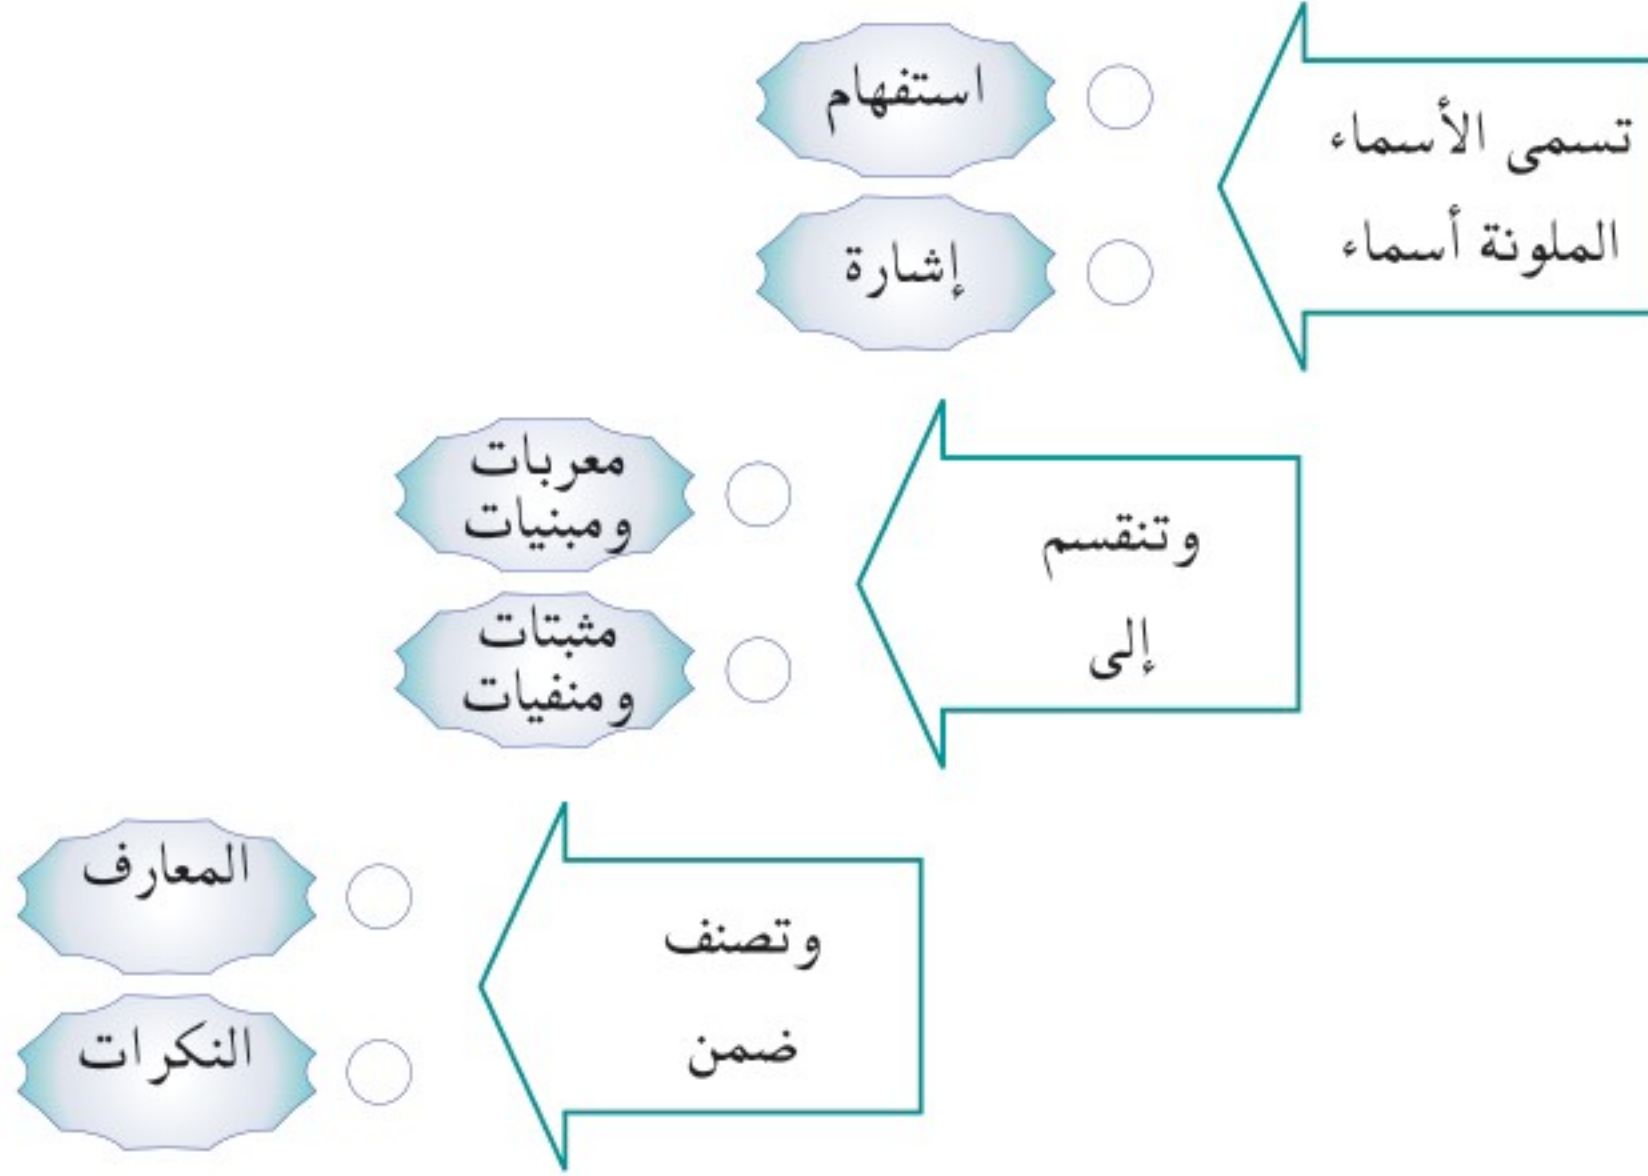 تسمى الأسماء
الملونة أسماء
استفهام
إشارة
وتنقسم
إلى
معربات
ومبنيات
مثبتات
ومنفيات
وتصنف
ضمن
المعارف
النكرات